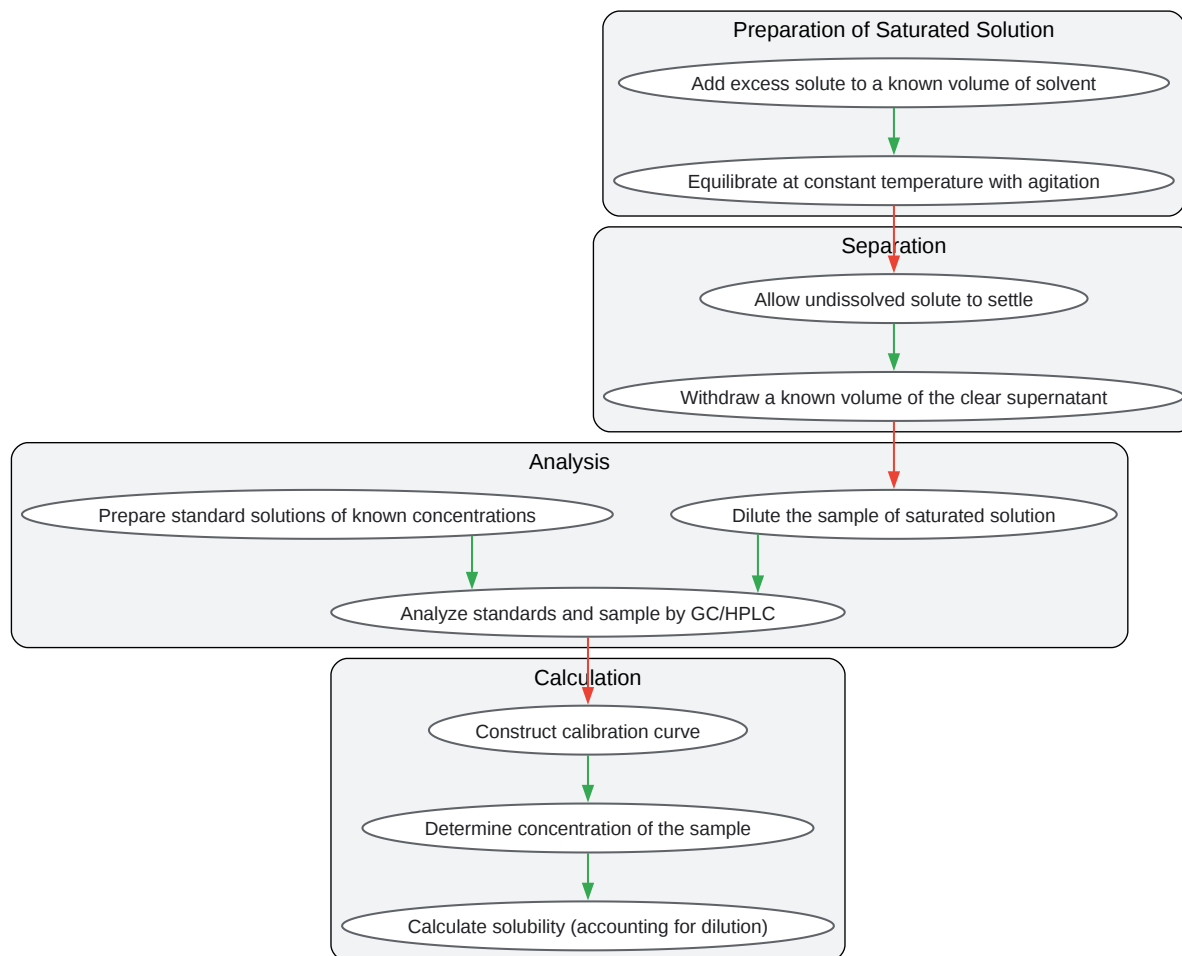 Preparation of Saturated Solution
Add excess solute to a known volume of solvent
Equilibrate at constant temperature with agitation
Separation
Allow undissolved solute to settle
Withdraw a known volume of the clear supernatant
Analysis
Prepare standard solutions of known concentrations
Dilute the sample of saturated solution
Analyze standards and sample by GC/HPLC
Calculation
Construct calibration curve
Determine concentration of the sample
Calculate solubility (accounting for dilution)